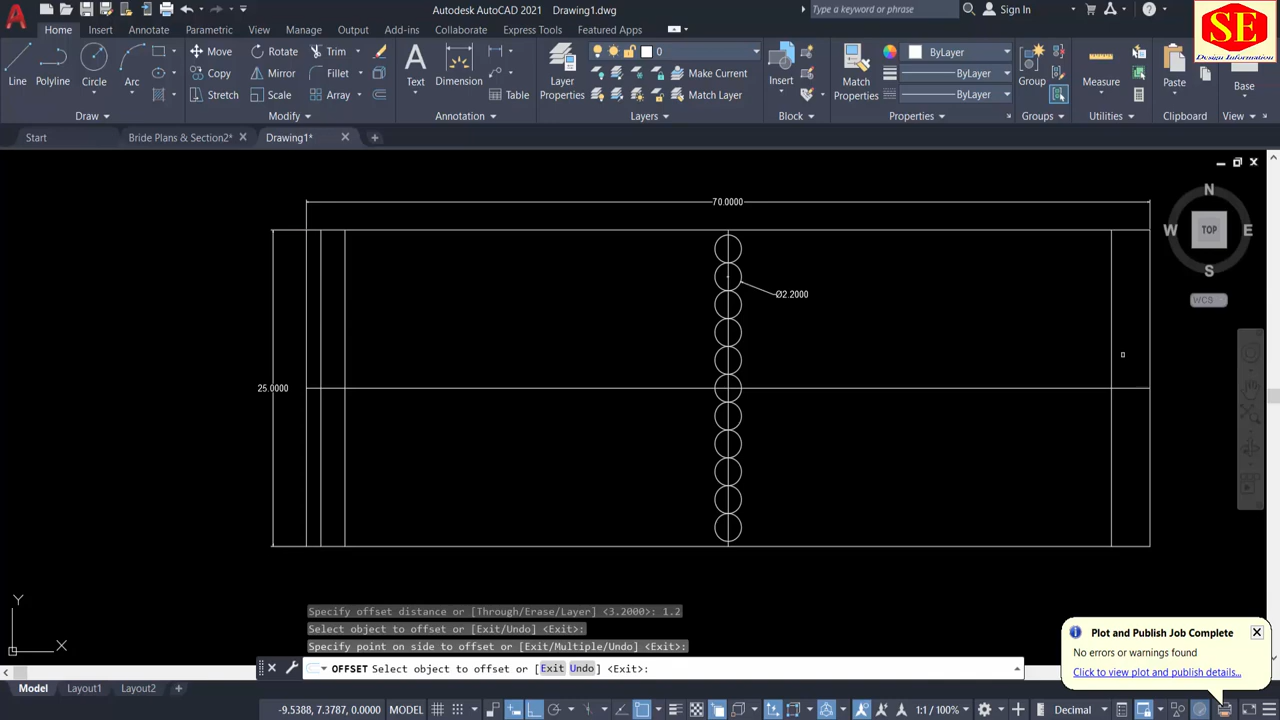 Autodesk AutoCAD 2021 Drawing1.dwg
Type a keyword or phrase
Sign In
SE
Design Information
Home
Insert
Annotate
Parametric
View
Manage
Output
Add-ins
Collaborate
Express Tools
Featured Apps
Line
Polyline
Circle
Arc
Draw
Move
Rotate
Trim
Copy
Mirror
Fillet
Stretch
Scale
Array
Modify
Text
Dimension
Table
Annotation
Layer
Properties
0
Make Current
Match Layer
Layers
Insert
Block
Match
Properties
ByLayer
ByLayer
ByLayer
Properties
Group
Groups
Measure
Utilities
Paste
Clipboard
Base
View
Start
Bride Plans & Section2*
Drawing1*
70.0000
25.0000
Ø2.2000
N
W
TOP
E
S
WCS
Y
X
Specify offset distance or [Through/Erase/Layer] <3.2000>: 1.2
Select object to offset or [Exit/Undo] <Exit>:
Specify point on side to offset or [Exit/Multiple/Undo] <Exit>:
OFFSET Select object to offset or [Exit Undo] <Exit>:
Plot and Publish Job Complete
No errors or warnings found
Click to view plot and publish details...
Model
Layout1
Layout2
-9.5388, 7.3787, 0.0000
MODEL
1:1 / 100%
Decimal